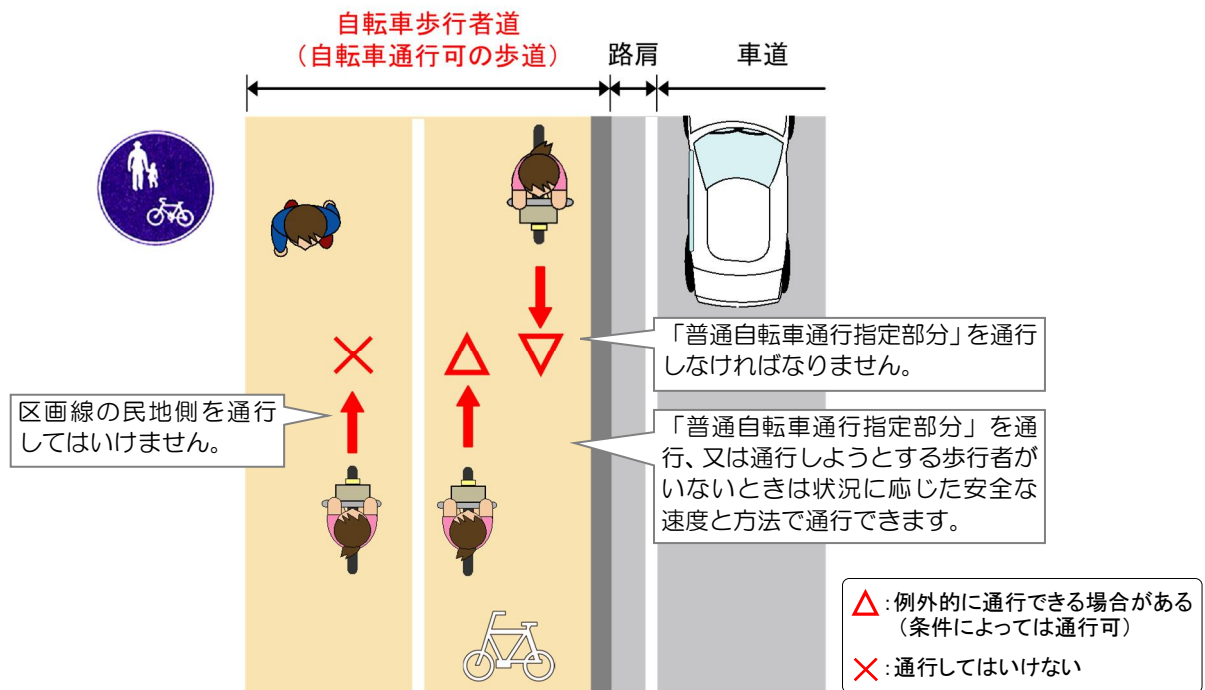 自転車歩行者道
（自転車通行可の歩道）
路肩
車道
「普通自転車通行指定部分」を通行
しなければなりません。
区画線の民地側を通行
してはいけません。
「普通自転車通行指定部分」を通
行、又は通行しようとする歩行者が
いないときは状況に応じた安全な
速度と方法で通行できます。
△：例外的に通行できる場合がある
（条件によっては通行可）
×：通行してはいけない